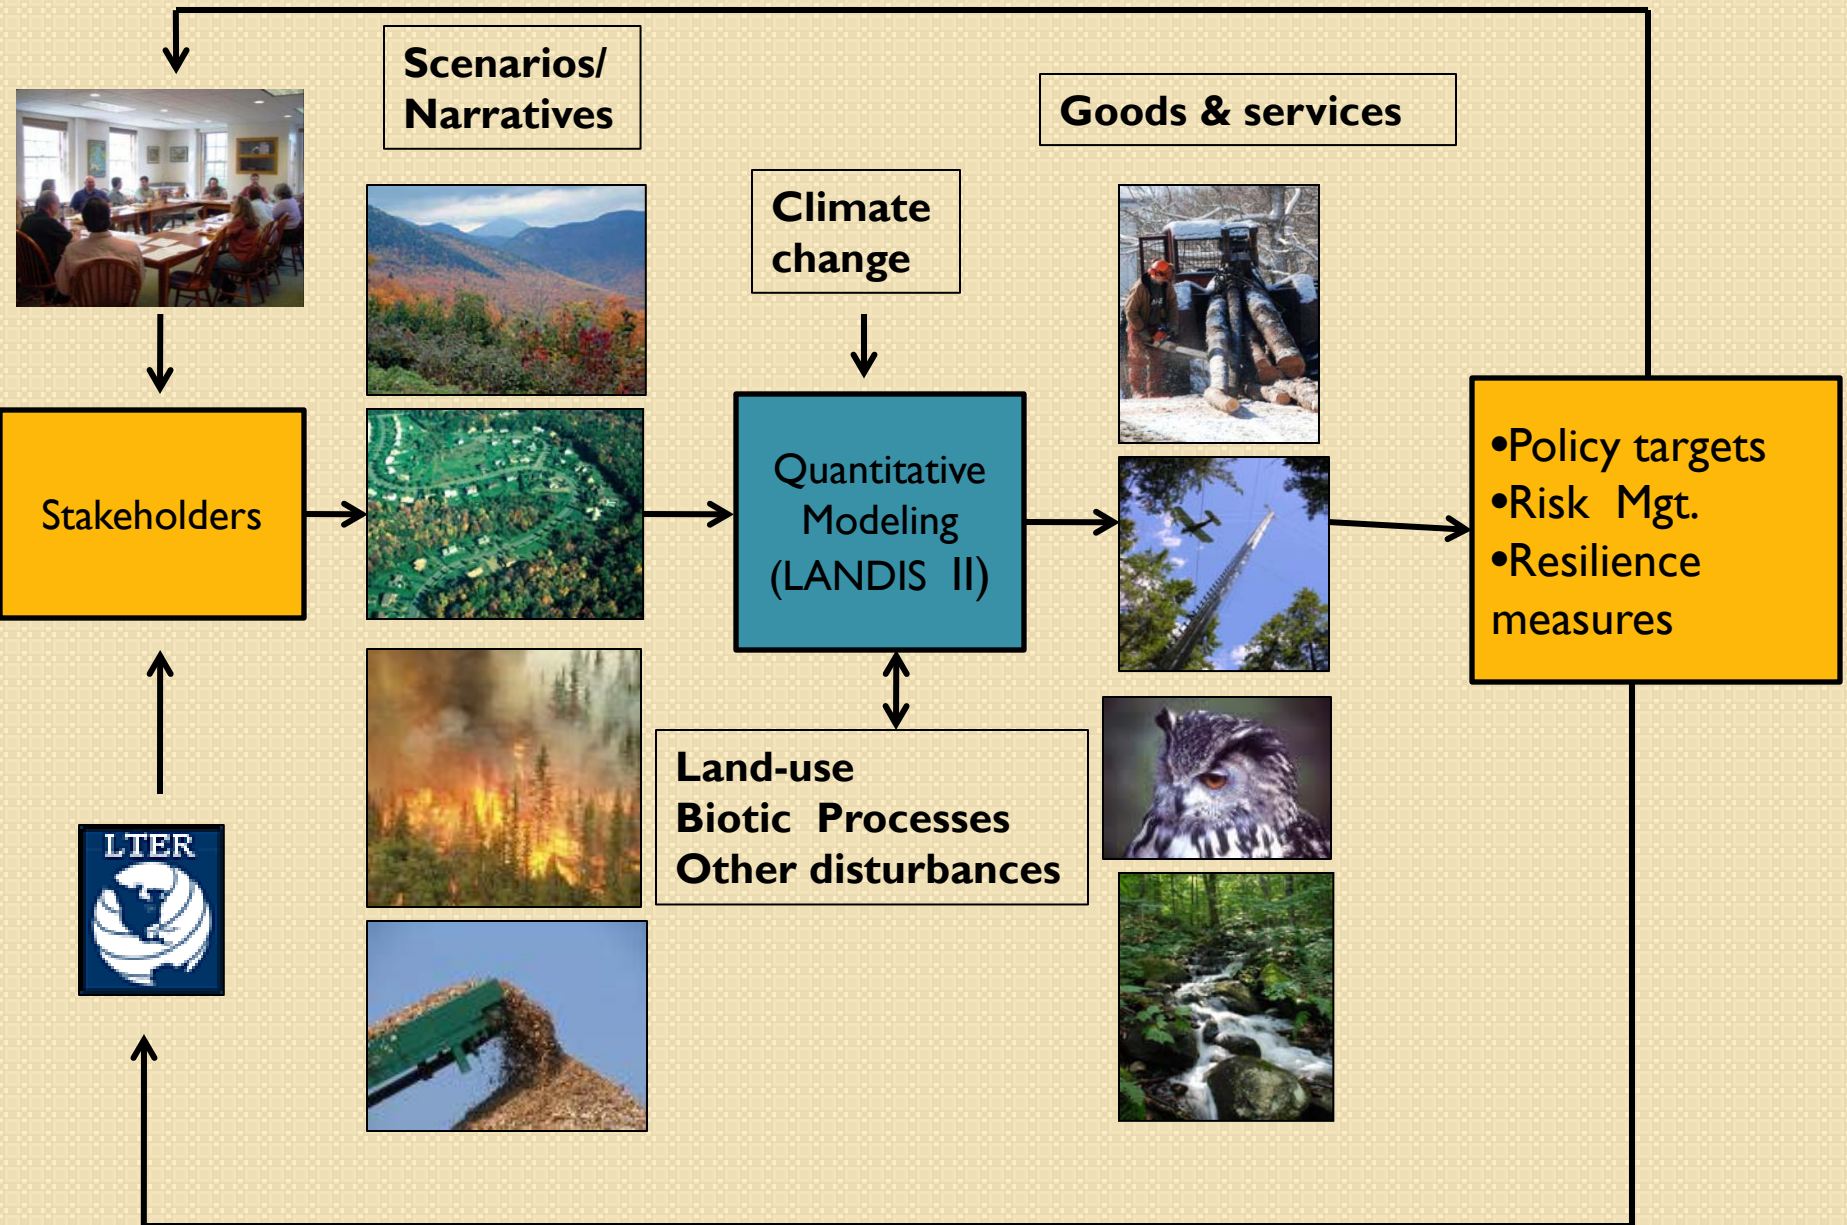 Scenarios/
Narratives
Goods & services
Climate
change
Stakeholders
Quantitative
Modeling
(LANDIS II)
•Policy targets
•Risk Mgt.
•Resilience
measures
Land-use
Biotic Processes
Other disturbances
LTER